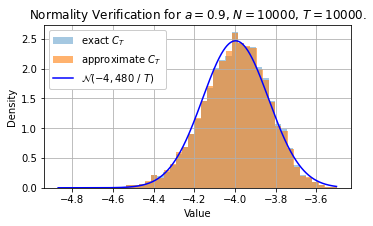 Normality Verification for a = 0.9, N = 10000, T = 10000.
exact C_T
approximate C_T
𝒩(−4, 480 / T)
Density
2.5
2.0
1.5
1.0
0.5
0.0
−4.8 −4.6 −4.4 −4.2 −4.0 −3.8 −3.6
Value